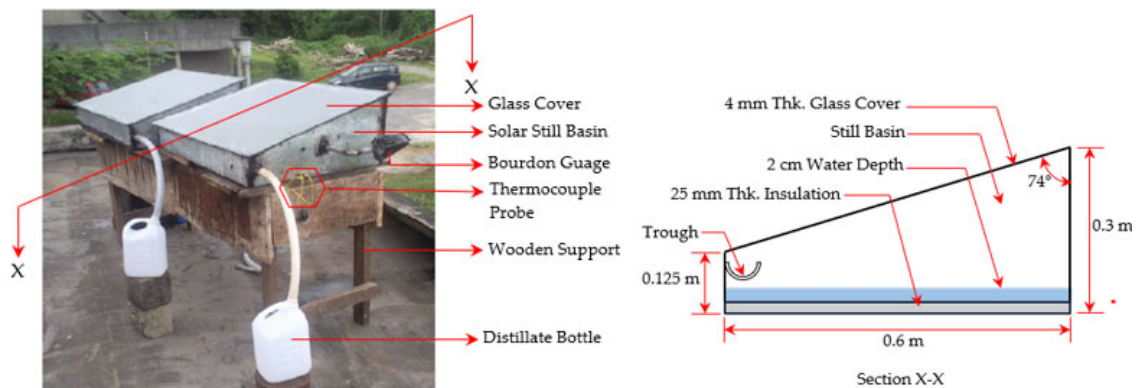 X
Glass Cover
Solar Still Basin
Bourdon Guage
Thermocouple
Probe
Wooden Support
Distillate Bottle
X
4 mm Thk. Glass Cover
Still Basin
2 cm Water Depth
25 mm Thk. Insulation
74°
Trough
0.3 m
0.125 m
0.6 m
Section X-X